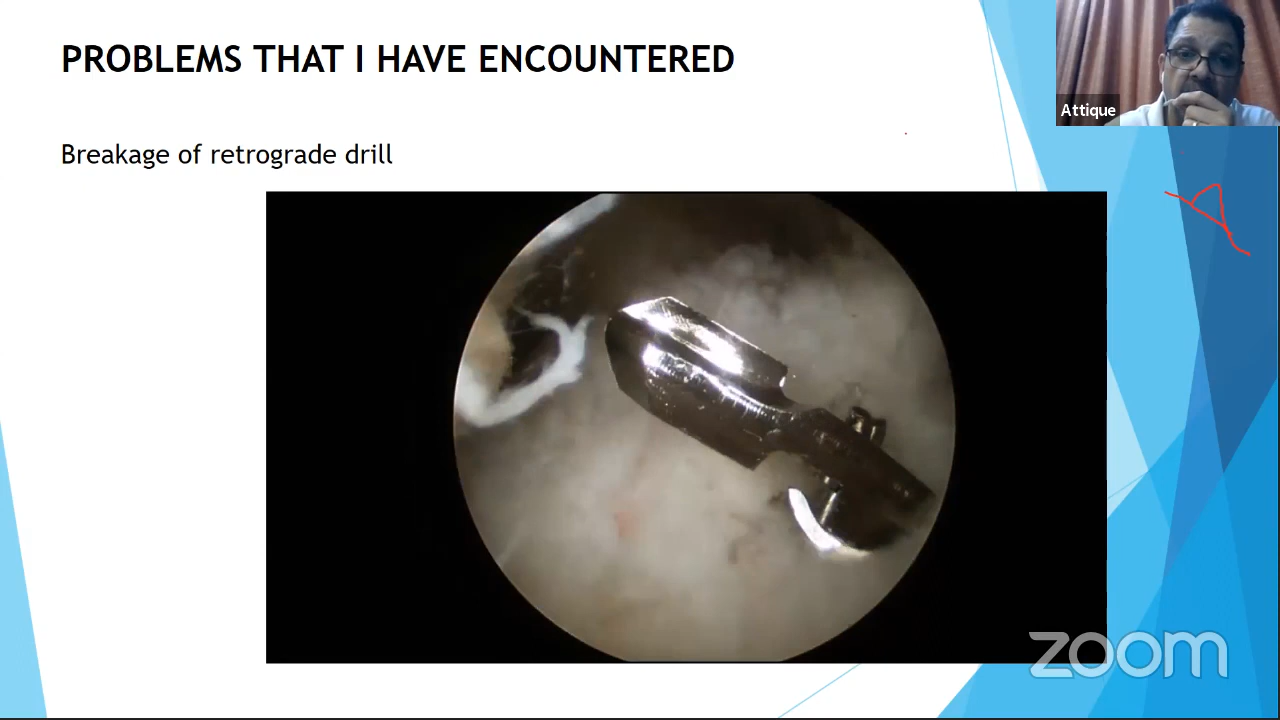 PROBLEMS THAT I HAVE ENCOUNTERED
Attique
Breakage of retrograde drill
zoom